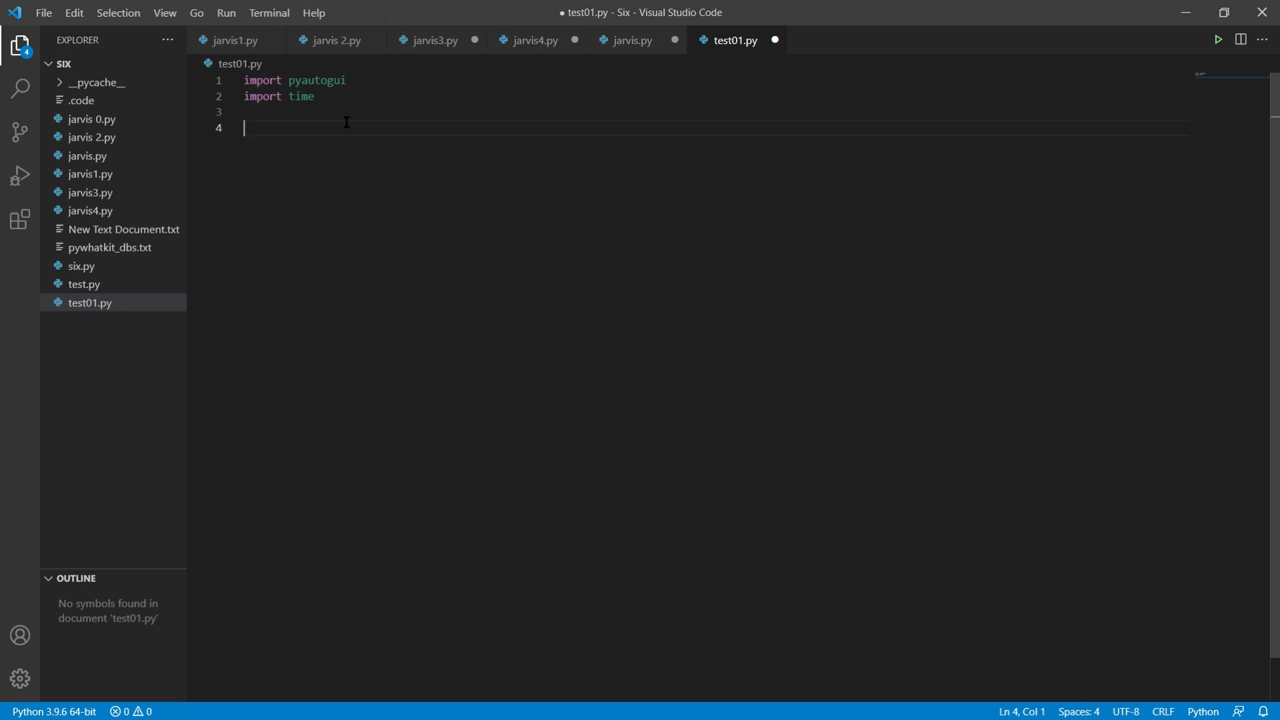 File Edit Selection View Go Run Terminal Help
● test01.py - Six - Visual Studio Code
EXPLORER ···
jarvis1.py jarvis 2.py jarvis3.py jarvis4.py jarvis.py test01.py
4
SIX
__pycache__
.code
jarvis 0.py
jarvis 2.py
jarvis.py
jarvis1.py
jarvis3.py
jarvis4.py
New Text Document.txt
pywhatkit_dbs.txt
six.py
test.py
test01.py
OUTLINE
No symbols found in
document 'test01.py'
test01.py
1 import pyautogui
2 import time
3
4
Python 3.9.6 64-bit 0 0 Ln 4, Col 1 Spaces: 4 UTF-8 CRLF Python